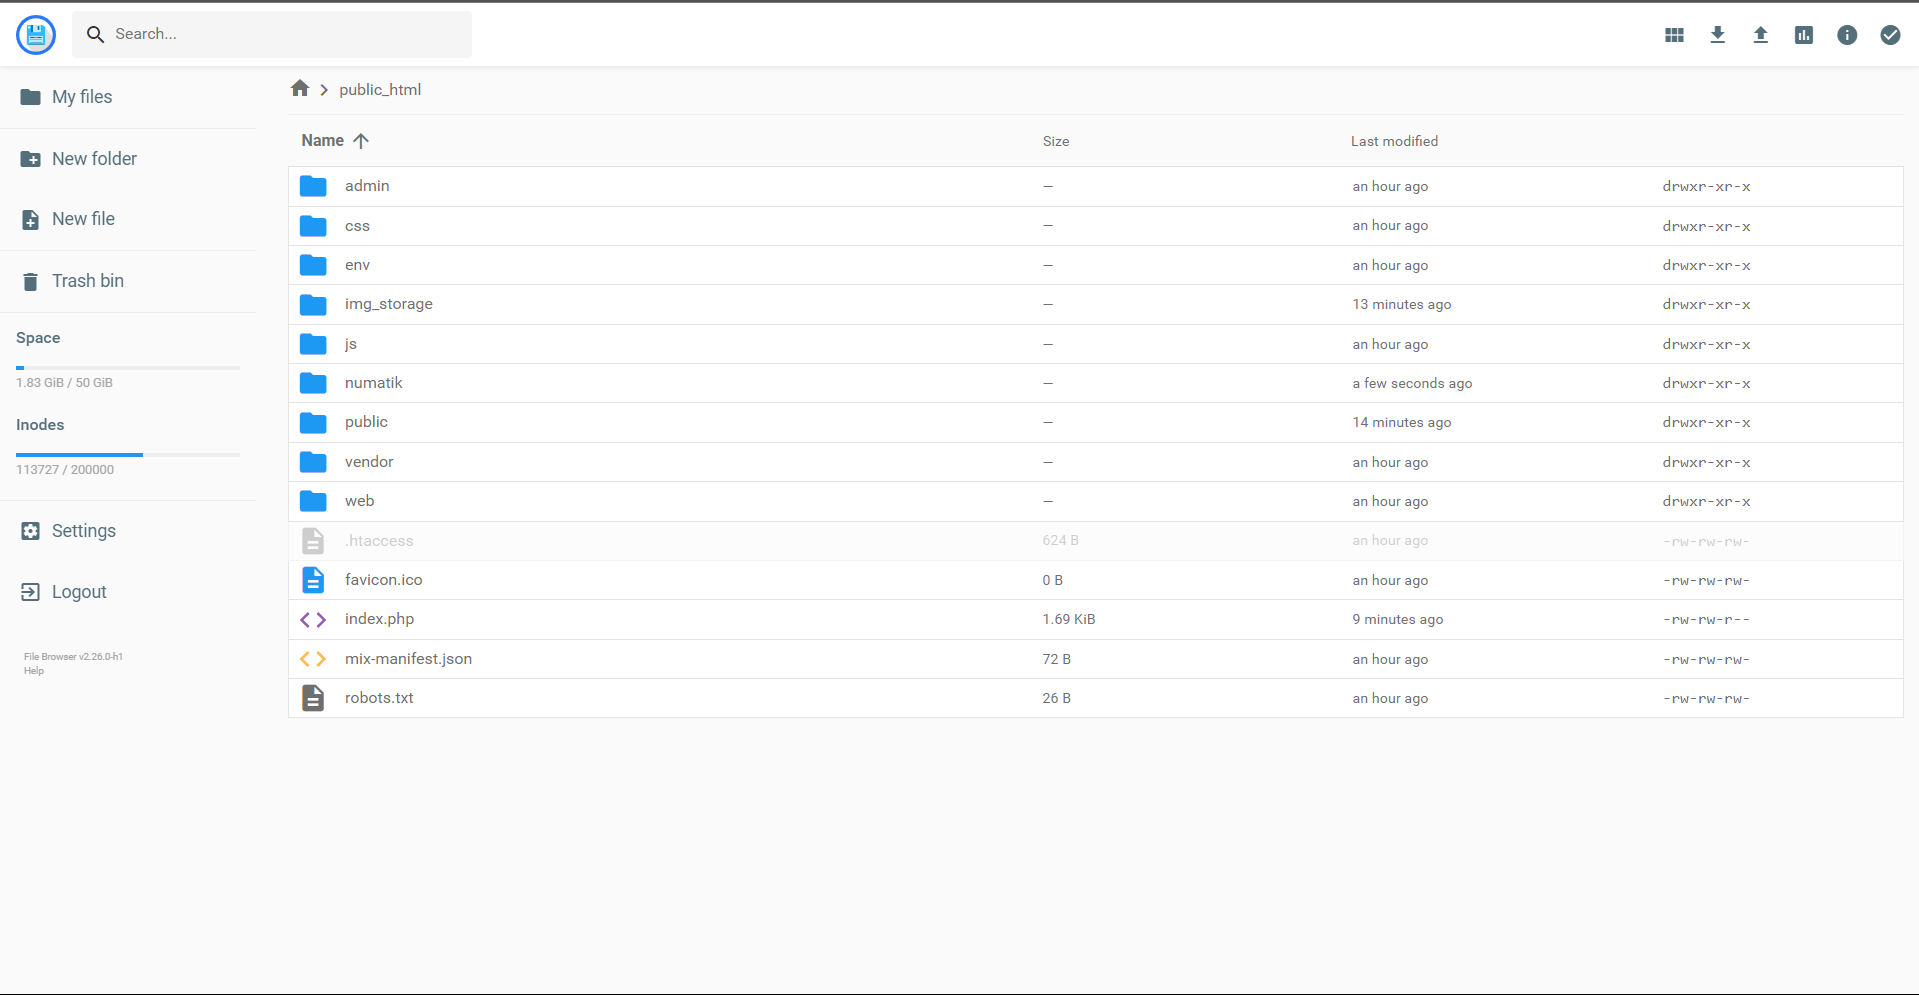 Search...
My files
New folder
New file
Trash bin
Space
1.83 GiB / 50 GiB
Inodes
113727 / 200000
Settings
Logout
File Browser v2.26.0-h1
Help
public_html
Name Size Last modified
admin — an hour ago drwxr-xr-x
css — an hour ago drwxr-xr-x
env — an hour ago drwxr-xr-x
img_storage — 13 minutes ago drwxr-xr-x
js — an hour ago drwxr-xr-x
numatik — a few seconds ago drwxr-xr-x
public — 14 minutes ago drwxr-xr-x
vendor — an hour ago drwxr-xr-x
web — an hour ago drwxr-xr-x
.htaccess 624 B an hour ago -rw-rw-rw-
favicon.ico 0 B an hour ago -rw-rw-rw-
index.php 1.69 KiB 9 minutes ago -rw-rw-r--
mix-manifest.json 72 B an hour ago -rw-rw-rw-
robots.txt 26 B an hour ago -rw-rw-rw-